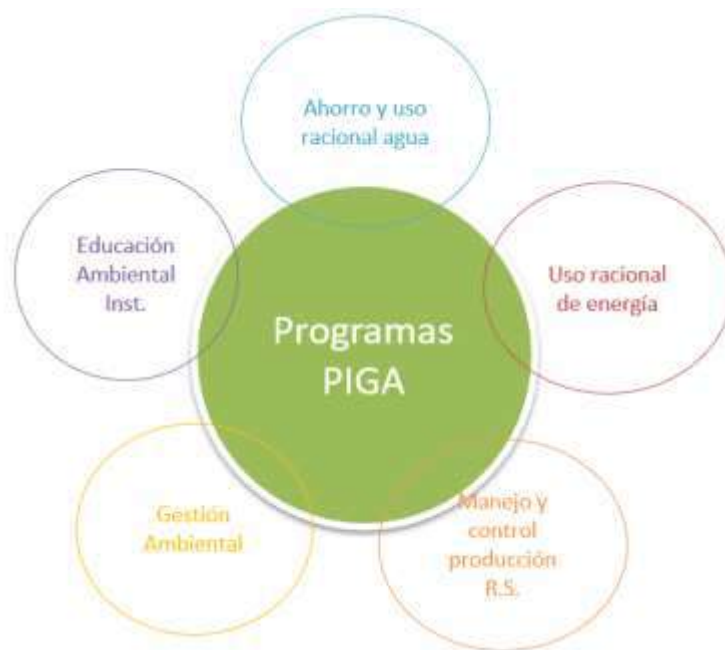 Ahorro y uso
racional agua
Educación
Ambiental
Inst.
Uso racional
de energía
Programas
PIGA
Gestión
Ambiental
Manejo y
control
producción
R.S.